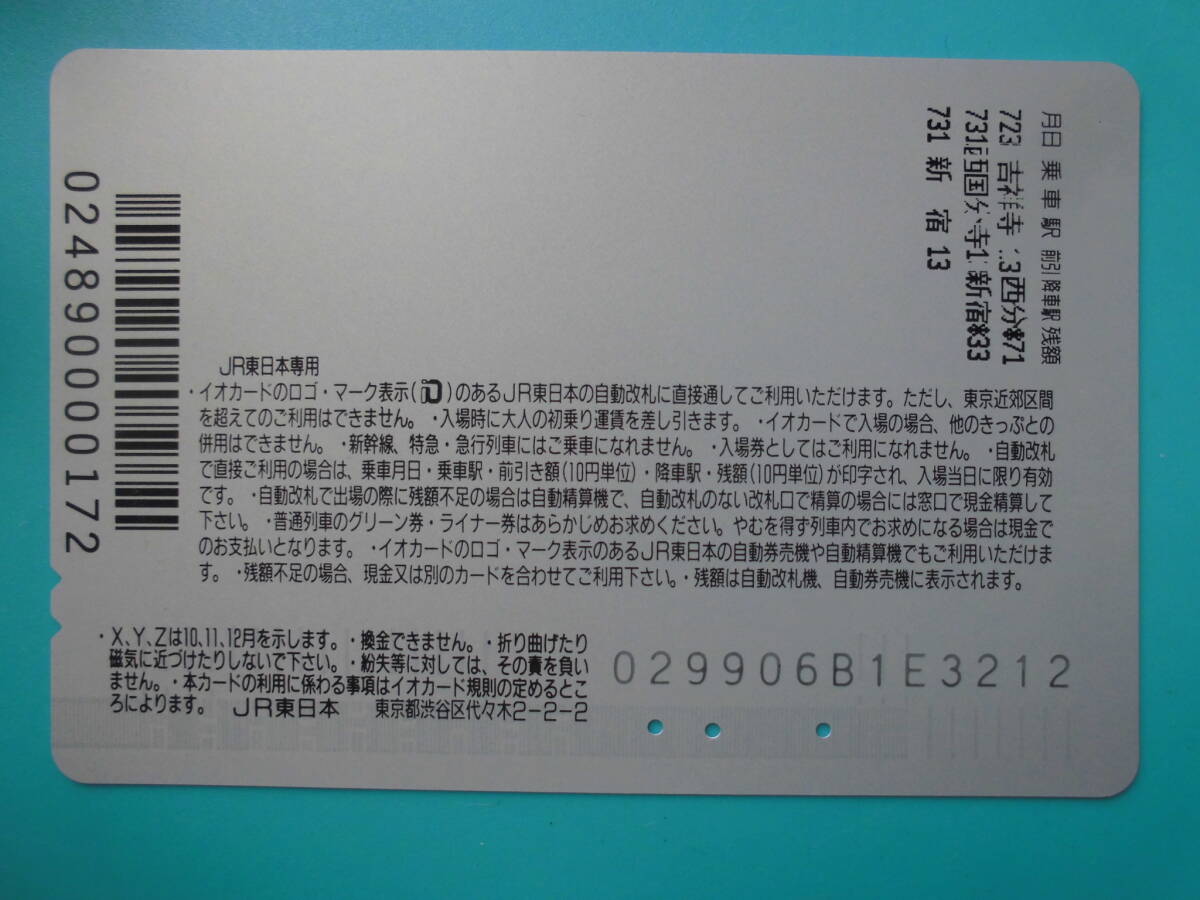 月日 乗車駅 前引 降車駅 残額
723 吉祥寺 13 西分*71
731 西国分寺 1 新宿*33
731 新 宿 13
0248900000172
JR東日本専用
・イオカードのロゴ・マーク表示( )のあるJR東日本の自動改札に直接通してご利用いただけます。ただし、東京近郊区間
を超えてのご利用はできません。 ・入場時に大人の初乗り運賃を差し引きます。 ・イオカードで入場の場合、他のきっぷとの
併用はできません。 ・新幹線、特急・急行列車にはご乗車になれません。 ・入場券としてはご利用になれません。 ・自動改札
で直接ご利用の場合は、乗車月日・乗車駅・前引き額(10円単位)・降車駅・残額(10円単位)が印字され、入場当日に限り有効
です。 ・自動改札で出場の際に残額不足の場合は自動精算機で、自動改札のない改札口で精算の場合には窓口で現金精算して
下さい。 ・普通列車のグリーン券・ライナー券はあらかじめお求めください。やむを得ず列車内でお求めになる場合は現金で
のお支払いとなります。 ・イオカードのロゴ・マーク表示のあるJR東日本の自動券売機や自動精算機でもご利用いただけま
す。 ・残額不足の場合、現金又は別のカードを合わせてご利用下さい。・残額は自動改札機、自動券売機に表示されます。
・X、Y、Zは10、11、12月を示します。 ・換金できません。 ・折り曲げたり
磁気に近づけたりしないで下さい。 ・紛失等に対しては、その責を負い
ません。 ・本カードの利用に係わる事項はイオカード規則の定めるとこ
ろによります。 JR東日本 東京都渋谷区代々木2-2-2
029906B1E3212